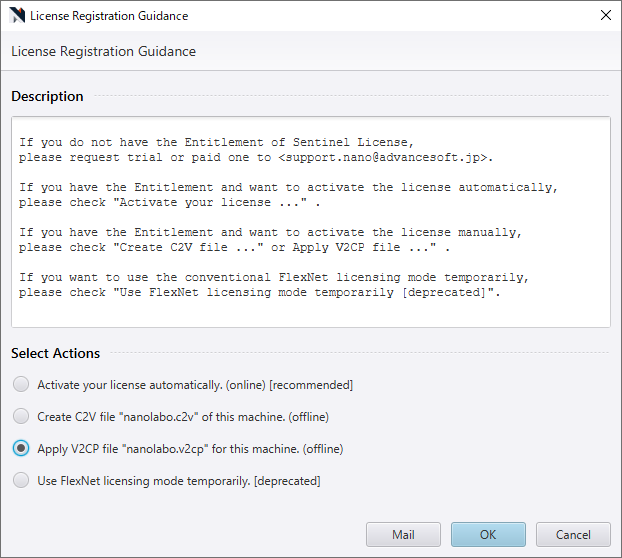 License Registration Guidance
License Registration Guidance
Description
If you do not have the Entitlement of Sentinel License,
please request trial or paid one to <support.nano@advancesoft.jp>.
If you have the Entitlement and want to activate the license automatically,
please check "Activate your license ..." .
If you have the Entitlement and want to activate the license manually,
please check "Create C2V file ..." or Apply V2CP file ..." .
If you want to use the conventional FlexNet licensing mode temporarily,
please check "Use FlexNet licensing mode temporarily [deprecated]".
Select Actions
Activate your license automatically. (online) [recommended]
Create C2V file "nanolabo.c2v" of this machine. (offline)
Apply V2CP file "nanolabo.v2cp" for this machine. (offline)
Use FlexNet licensing mode temporarily. [deprecated]
Mail OK Cancel